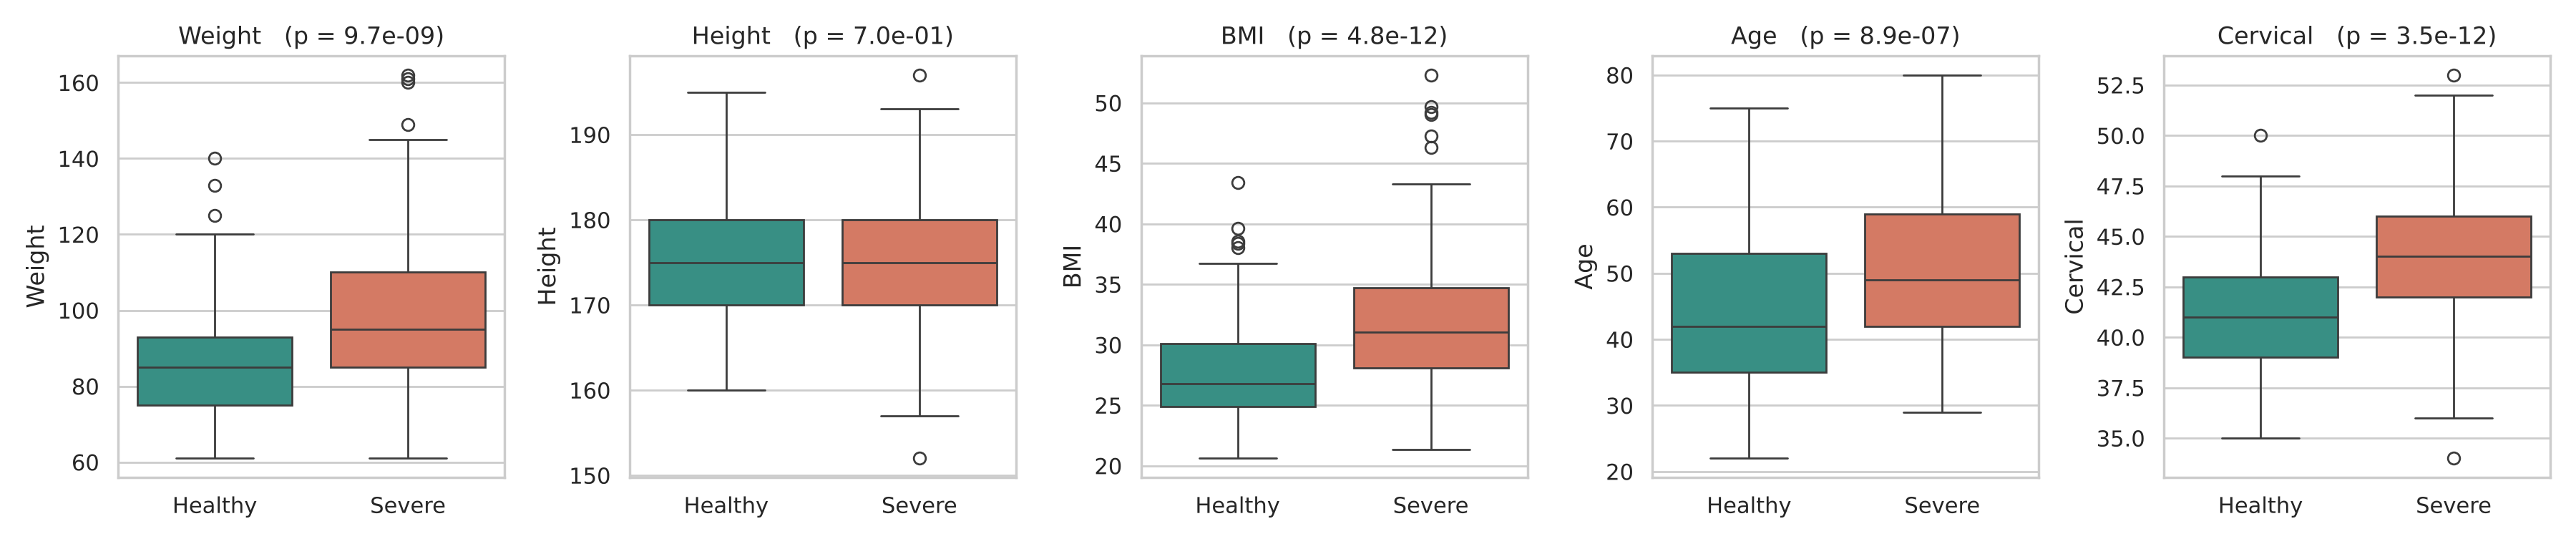 Weight (p = 9.7e-09)
Weight
160
140
120
100
80
60
Healthy Severe
Height (p = 7.0e-01)
Height
190
180
170
160
150
Healthy Severe
BMI (p = 4.8e-12)
BMI
50
45
40
35
30
25
20
Healthy Severe
Age (p = 8.9e-07)
Age
80
70
60
50
40
30
20
Healthy Severe
Cervical (p = 3.5e-12)
Cervical
52.5
50.0
47.5
45.0
42.5
40.0
37.5
35.0
Healthy Severe